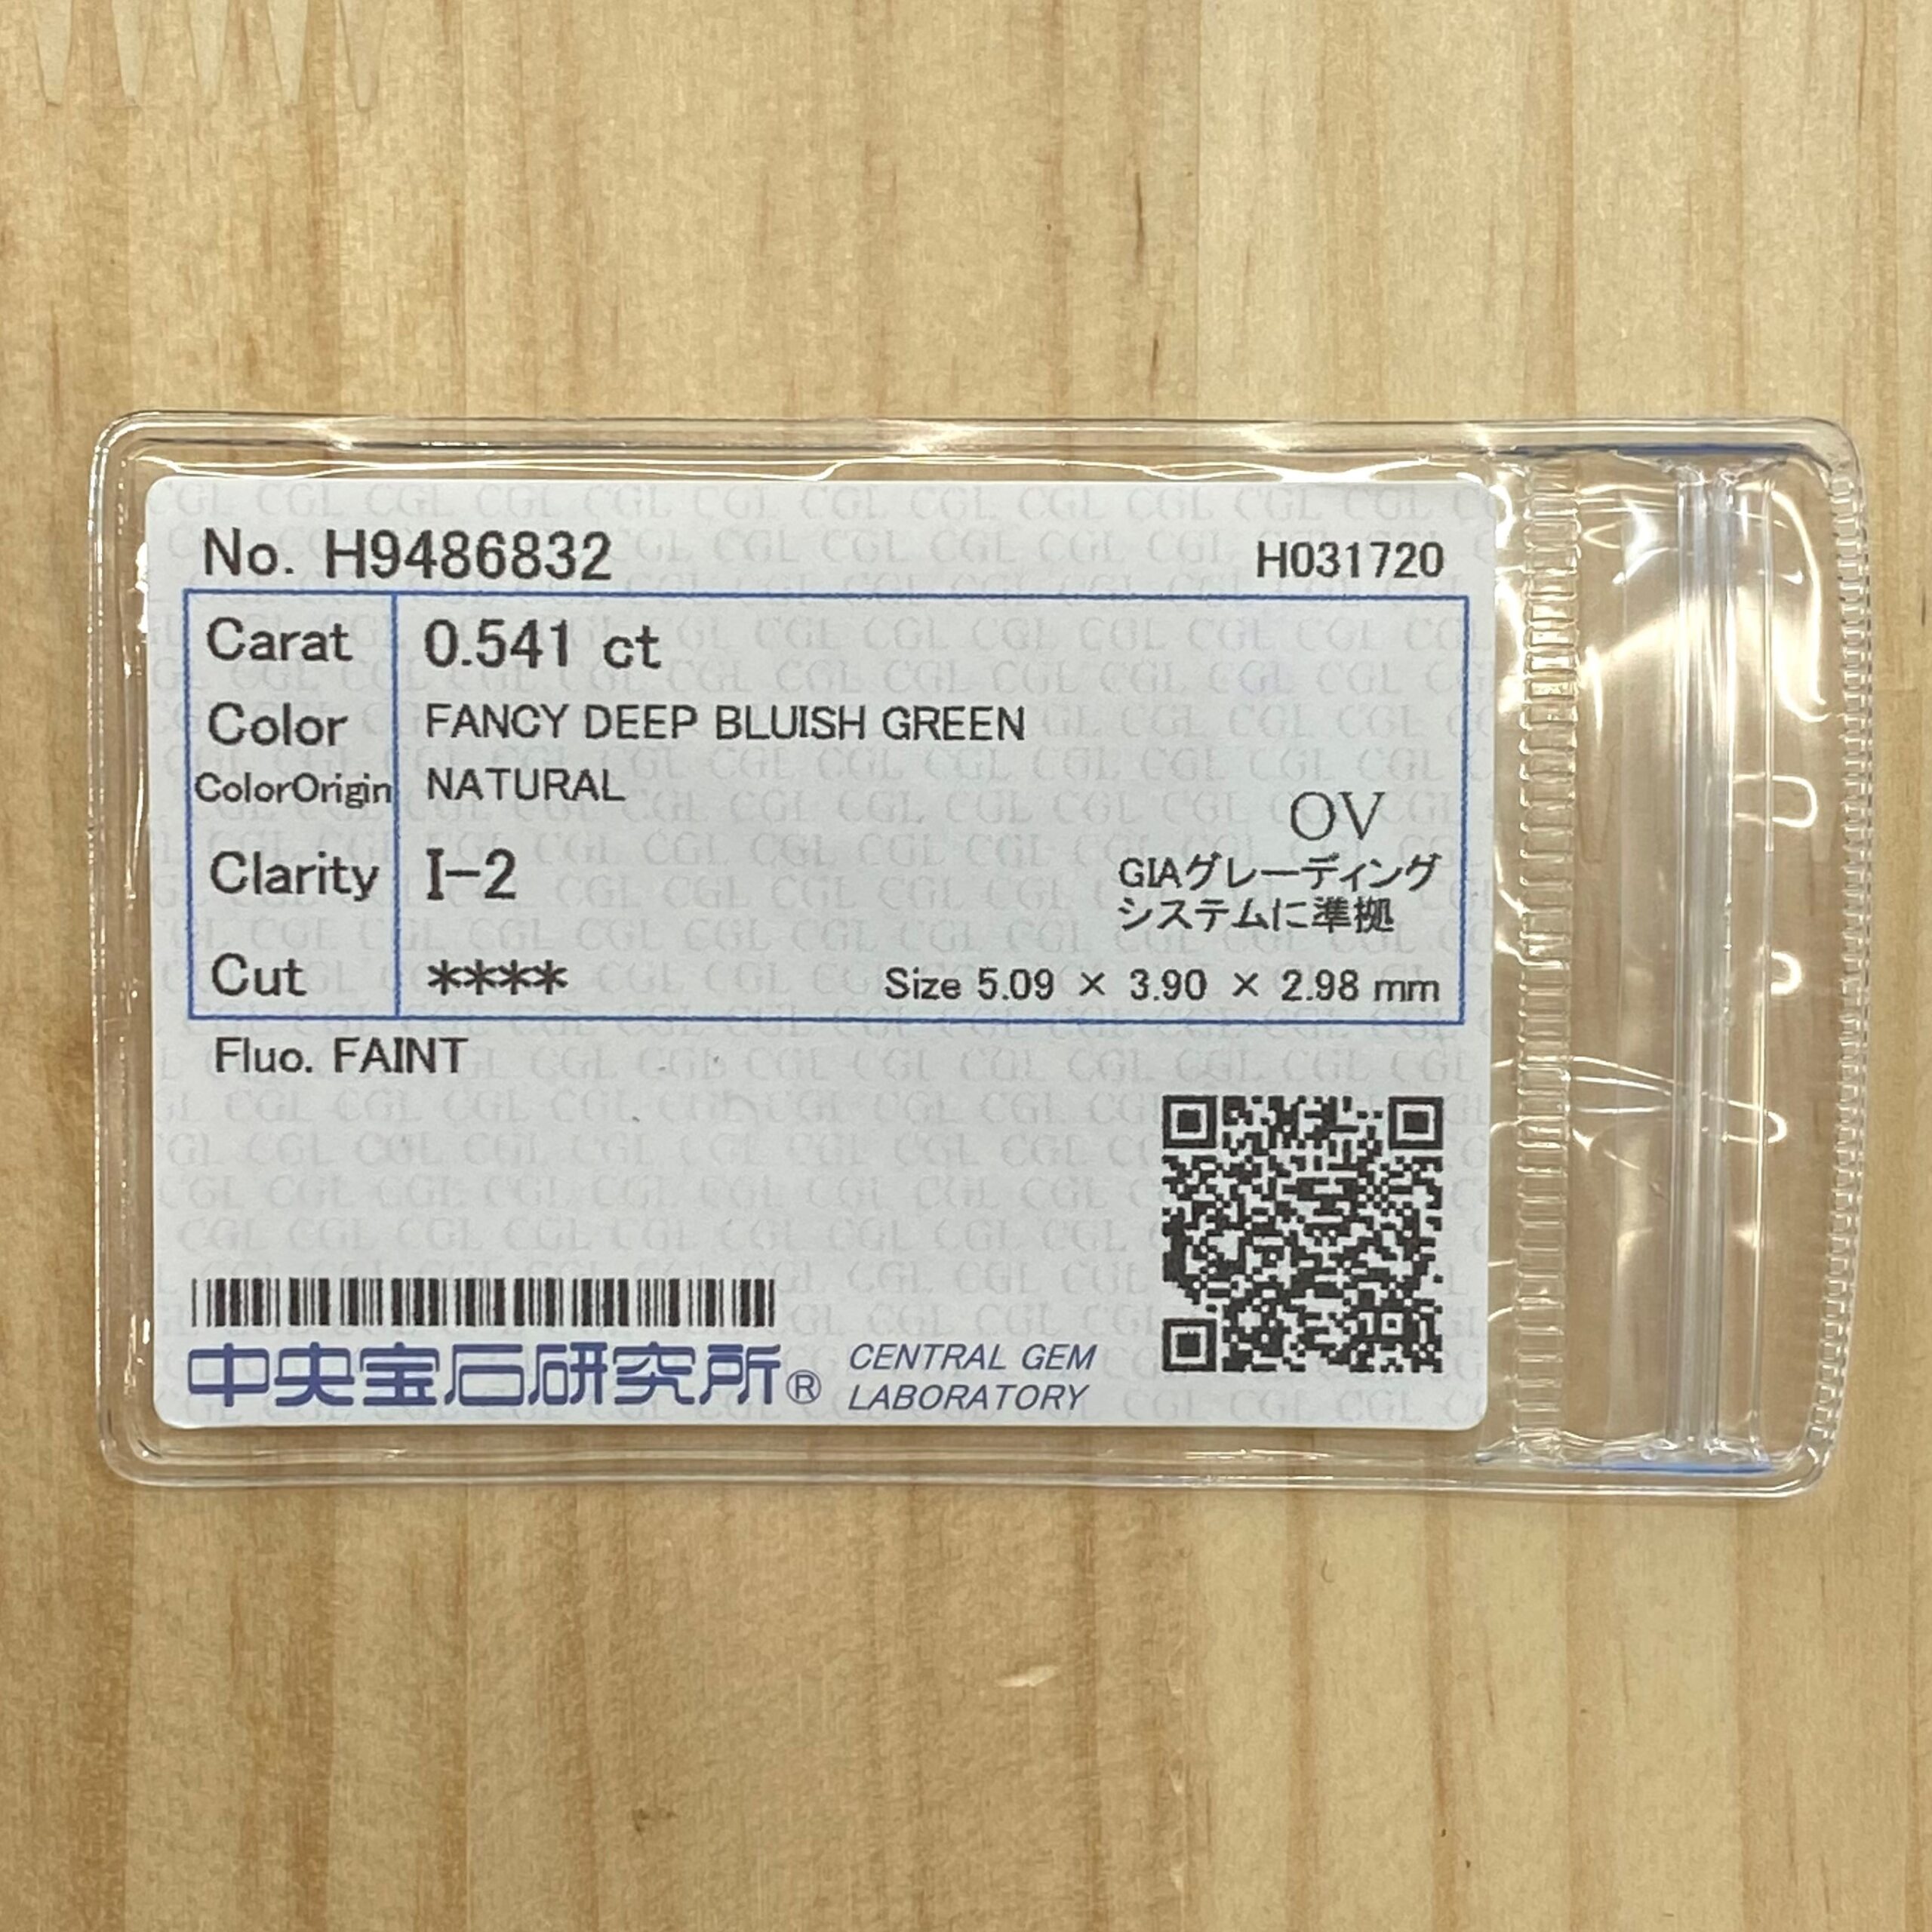 No. H9486832 H031720
Carat 0.541 ct
Color FANCY DEEP BLUISH GREEN
ColorOrigin NATURAL
OV
Clarity I-2 GIAグレーディング
システムに準拠
Cut **** Size 5.09 × 3.90 × 2.98 mm
Fluo. FAINT
中央宝石研究所® CENTRAL GEM
LABORATORY